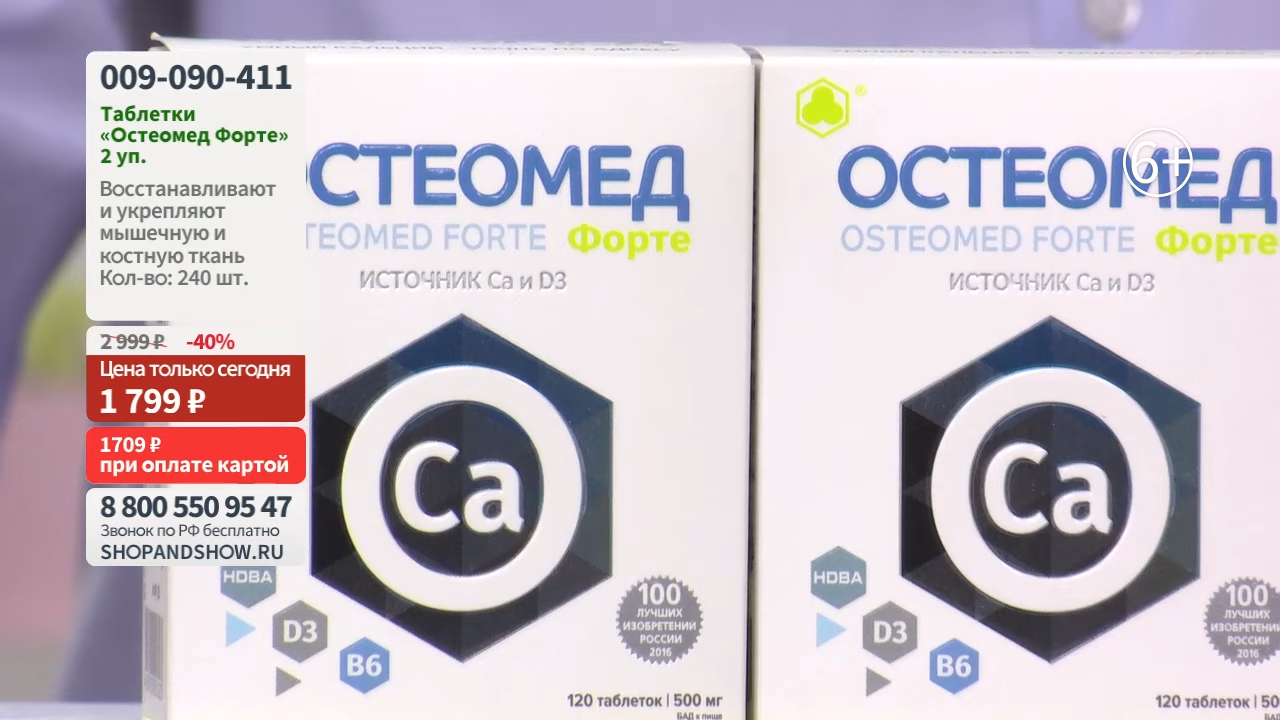 009-090-411
Таблетки
«Остеомед Форте»
2 уп.
Восстанавливают
и укрепляют
мышечную и
костную ткань
Кол-во: 240 шт.
2 999 ₽ -40%
Цена только сегодня
1 799 ₽
1709 ₽
при оплате картой
8 800 550 95 47
Звонок по РФ бесплатно
SHOPANDSHOW.RU
ОСТЕОМЕД
TEOMED FORTE Форте
ИСТОЧНИК Ca и D3
Ca
HDBA
D3
B6
100
ЛУЧШИХ
ИЗОБРЕТЕНИЙ
РОССИИ
2016
120 таблеток | 500 мг
БАД к пище
®
6+
ОСТЕОМЕД
OSTEOMED FORTE Форте
ИСТОЧНИК Ca и D3
Ca
HDBA
D3
B6
100
ЛУЧШИХ
ИЗОБРЕТЕНИЙ
РОССИИ
2016
120 таблеток | 50